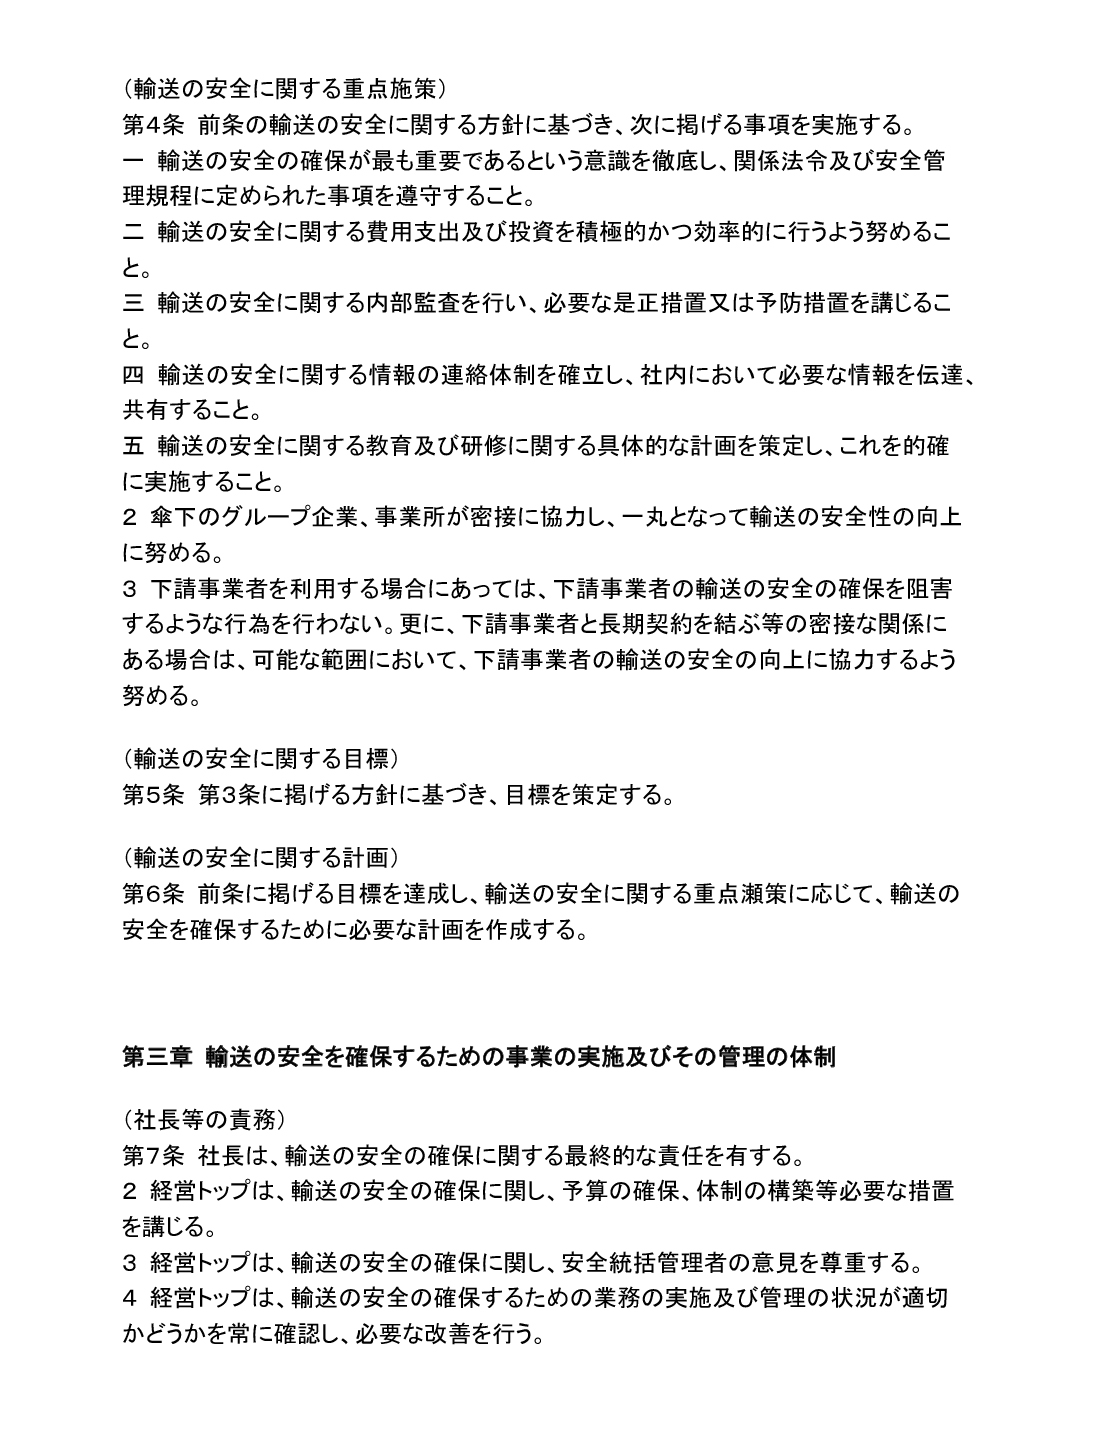 （輸送の安全に関する重点施策）
第４条 前条の輸送の安全に関する方針に基づき、次に掲げる事項を実施する。
一 輸送の安全の確保が最も重要であるという意識を徹底し、関係法令及び安全管
理規程に定められた事項を遵守すること。
二 輸送の安全に関する費用支出及び投資を積極的かつ効率的に行うよう努めるこ
と。
三 輸送の安全に関する内部監査を行い、必要な是正措置又は予防措置を講じるこ
と。
四 輸送の安全に関する情報の連絡体制を確立し、社内において必要な情報を伝達、
共有すること。
五 輸送の安全に関する教育及び研修に関する具体的な計画を策定し、これを的確
に実施すること。
２ 傘下のグループ企業、事業所が密接に協力し、一丸となって輸送の安全性の向上
に努める。
３ 下請事業者を利用する場合にあっては、下請事業者の輸送の安全の確保を阻害
するような行為を行わない。更に、下請事業者と長期契約を結ぶ等の密接な関係に
ある場合は、可能な範囲において、下請事業者の輸送の安全の向上に協力するよう
努める。
（輸送の安全に関する目標）
第５条 第３条に掲げる方針に基づき、目標を策定する。
（輸送の安全に関する計画）
第６条 前条に掲げる目標を達成し、輸送の安全に関する重点瀬策に応じて、輸送の
安全を確保するために必要な計画を作成する。
第三章 輸送の安全を確保するための事業の実施及びその管理の体制
（社長等の責務）
第７条 社長は、輸送の安全の確保に関する最終的な責任を有する。
２ 経営トップは、輸送の安全の確保に関し、予算の確保、体制の構築等必要な措置
を講じる。
３ 経営トップは、輸送の安全の確保に関し、安全統括管理者の意見を尊重する。
４ 経営トップは、輸送の安全の確保するための業務の実施及び管理の状況が適切
かどうかを常に確認し、必要な改善を行う。